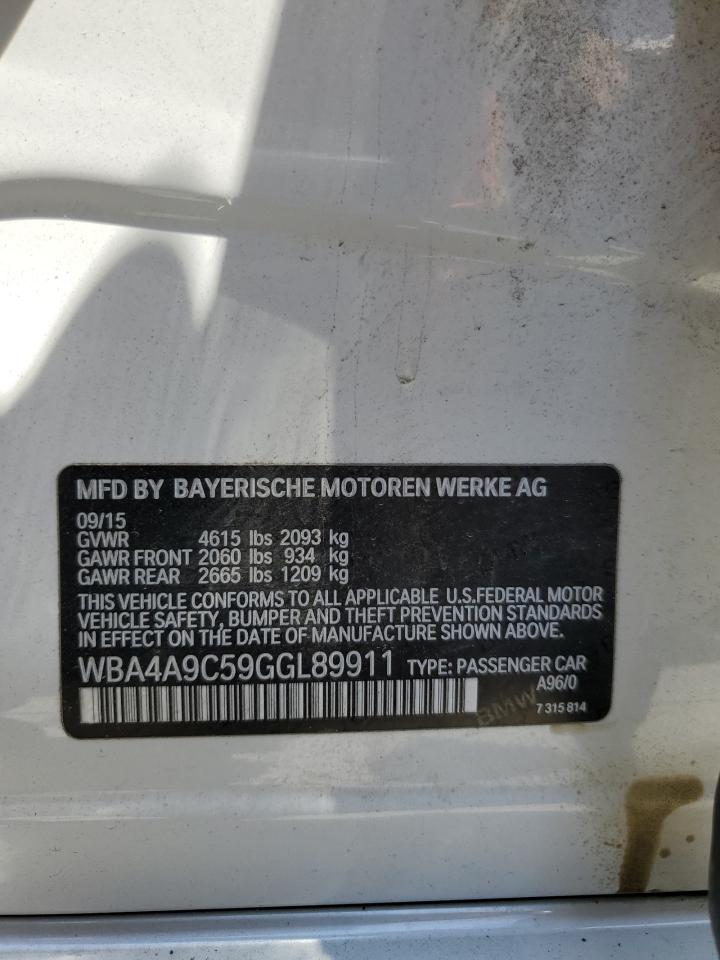 MFD BY BAYERISCHE MOTOREN WERKE AG
09/15
GVWR 4615 lbs 2093 kg
GAWR FRONT 2060 lbs 934 kg
GAWR REAR 2665 lbs 1209 kg
THIS VEHICLE CONFORMS TO ALL APPLICABLE U.S.FEDERAL MOTOR
VEHICLE SAFETY, BUMPER AND THEFT PREVENTION STANDARDS
IN EFFECT ON THE DATE OF MANUFACTURE SHOWN ABOVE.
WBA4A9C59GGL89911 TYPE: PASSENGER CAR
A96/0
BMW
7 315 814